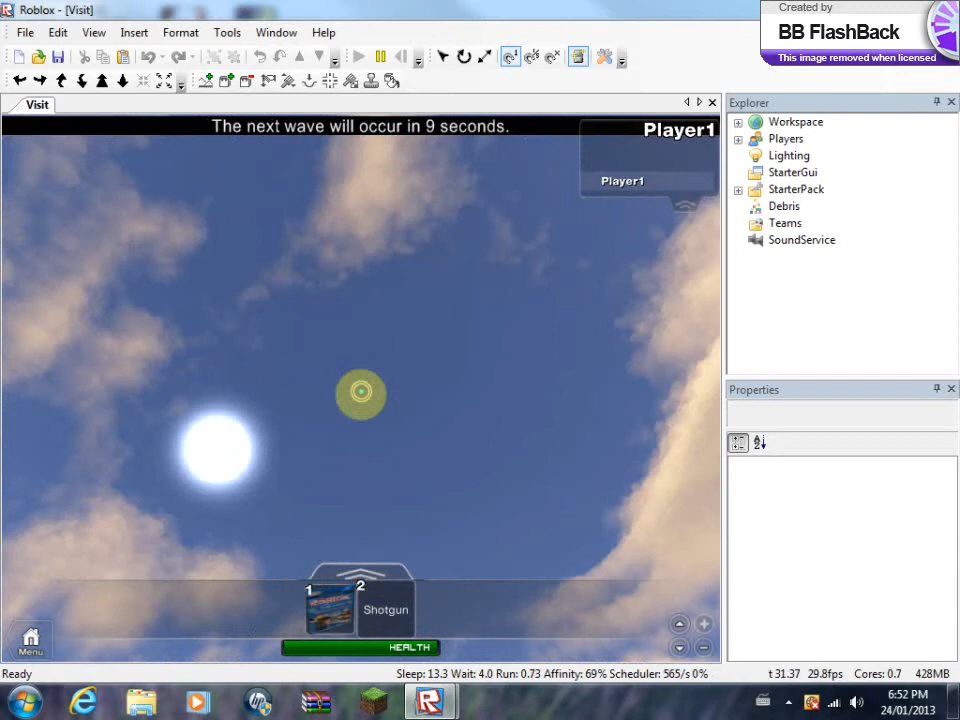 Roblox - [Visit]
Created by
BB FlashBack
This image removed when licensed
File Edit View Insert Format Tools Window Help
Visit
The next wave will occur in 9 seconds.
Player1
Player1
Explorer
Workspace
Players
Lighting
StarterGui
StarterPack
Debris
Teams
SoundService
Properties
1
2
Shotgun
HEALTH
Menu
Ready
Sleep: 13.3 Wait: 4.0 Run: 0.73 Affinity: 69% Scheduler: 565/s 0%
t 31.37 29.8fps Cores: 0.7 428MB
6:52 PM
24/01/2013